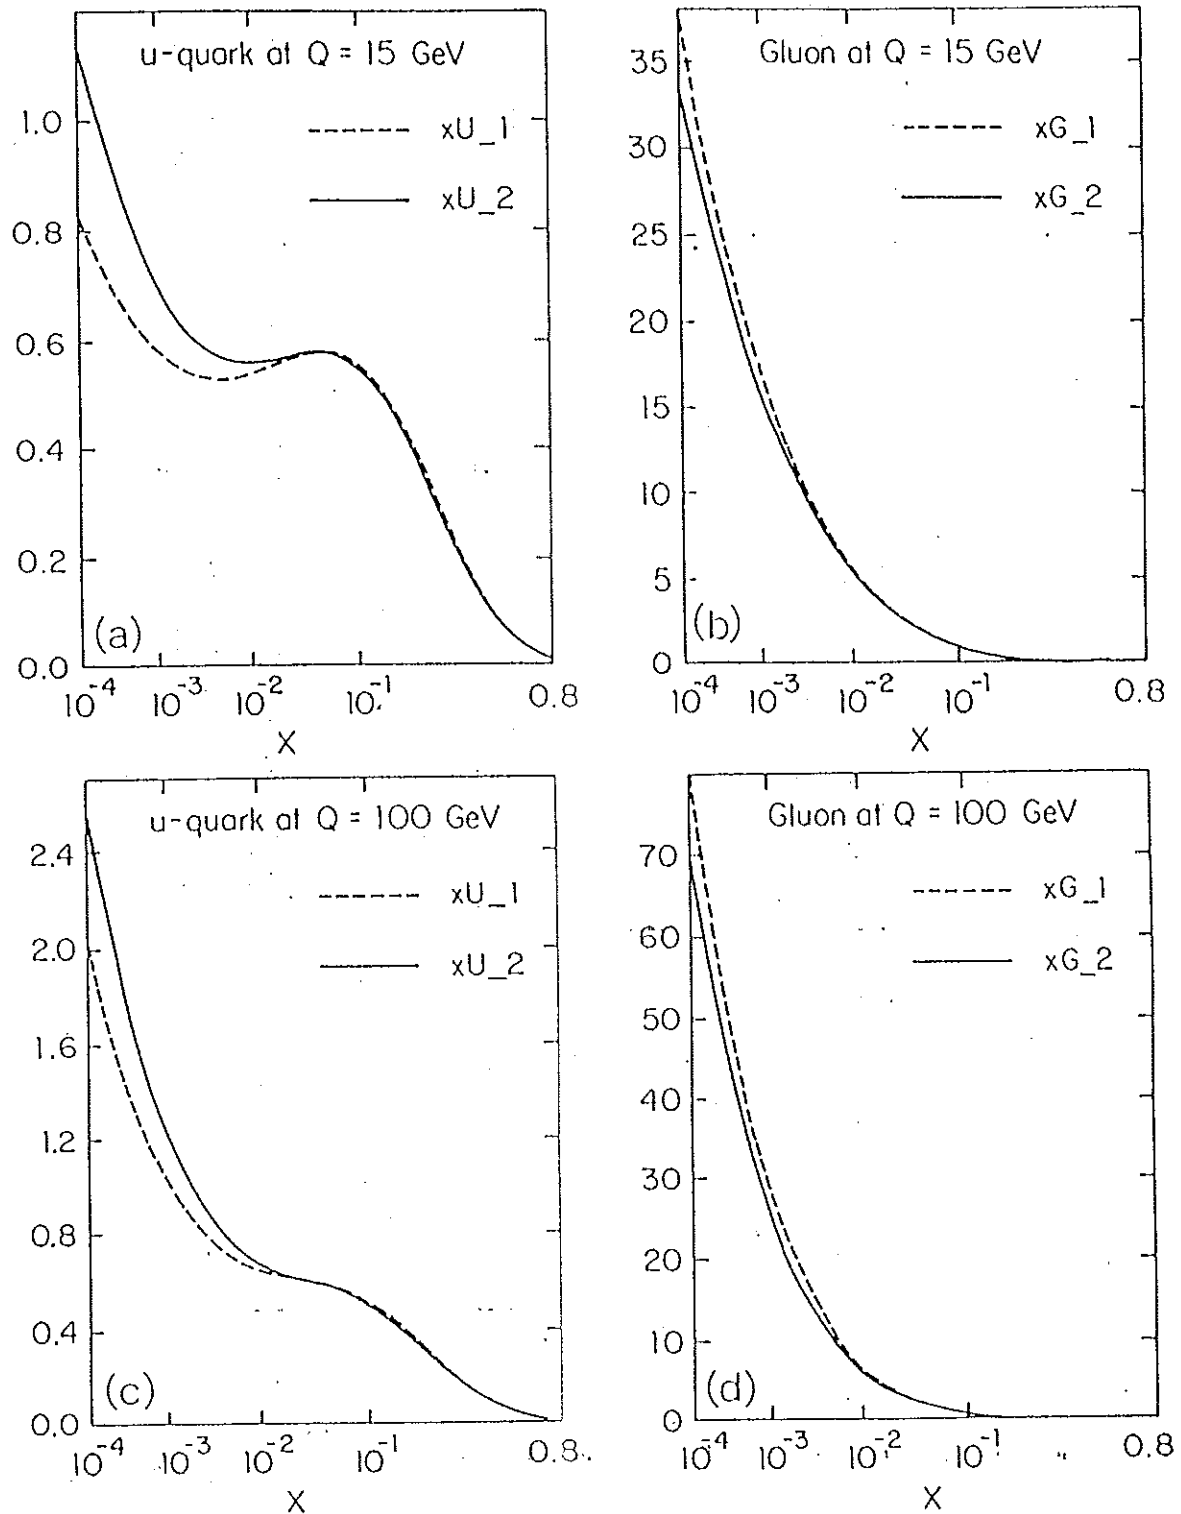 u-quark at Q = 15 GeV
xU_1
xU_2
1.0
0.8
0.6
0.4
0.2
0.0
(a)
10⁻⁴ 10⁻³ 10⁻² 10⁻¹ 0.8
X
Gluon at Q = 15 GeV
xG_1
xG_2
35
30
25
20
15
10
5
0
(b)
10⁻⁴ 10⁻³ 10⁻² 10⁻¹ 0.8
X
u-quark at Q = 100 GeV
xU_1
xU_2
2.4
2.0
1.6
1.2
0.8
0.4
0.0
(c)
10⁻⁴ 10⁻³ 10⁻² 10⁻¹ 0.8
X
Gluon at Q = 100 GeV
xG_1
xG_2
70
60
50
40
30
20
10
0
(d)
10⁻⁴ 10⁻³ 10⁻² 10⁻¹ 0.8
X